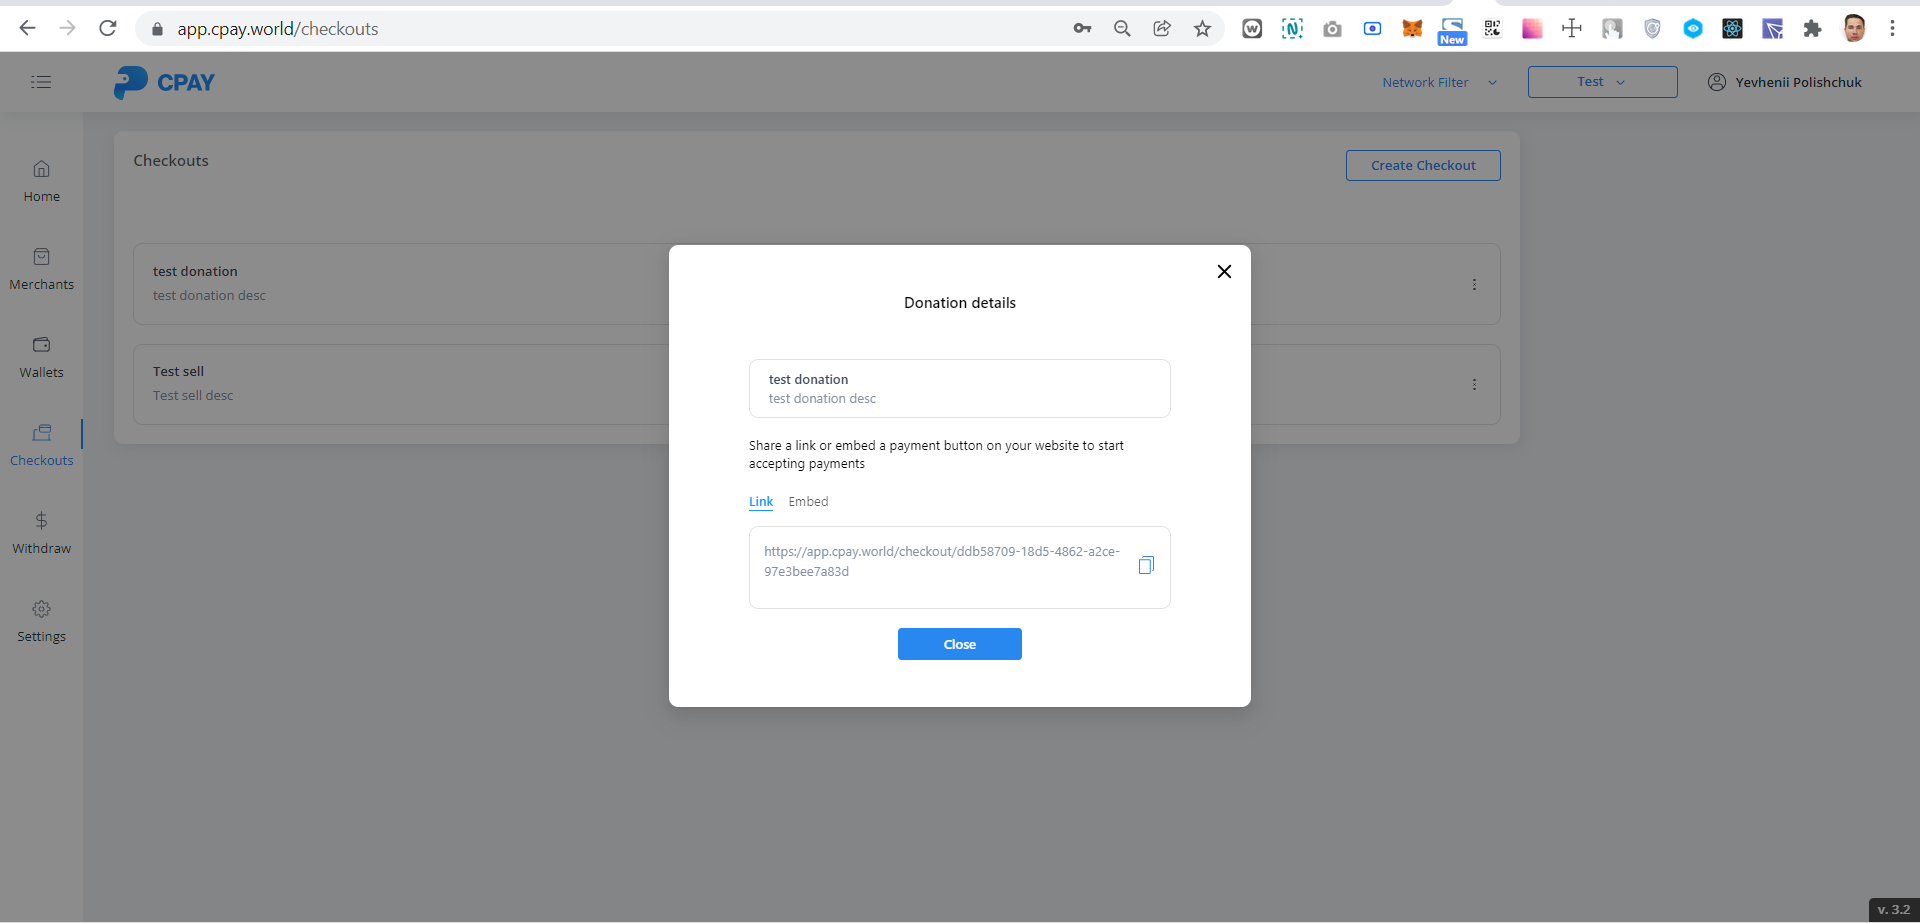 app.cpay.world/checkouts
New
CPAY
Network Filter
Test
Yevhenii Polishchuk
Home
Merchants
Wallets
Checkouts
Withdraw
Settings
Checkouts
Create Checkout
test donation
test donation desc
Test sell
Test sell desc
Donation details
test donation
test donation desc
Share a link or embed a payment button on your website to start
accepting payments
Link Embed
https://app.cpay.world/checkout/ddb58709-18d5-4862-a2ce-
97e3bee7a83d
Close
v. 3.2